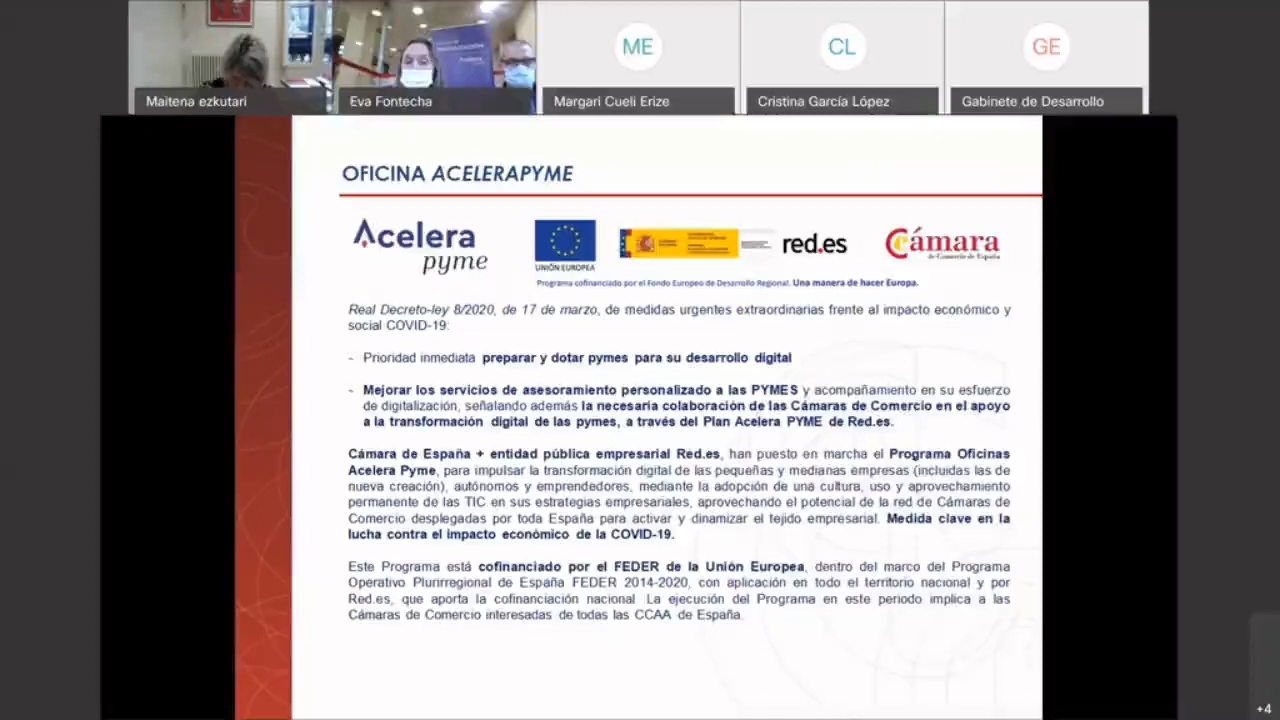 ME
CL
GE
Maitena ezkutari
Eva Fontecha
Margari Cueli Erize
Cristina García López
Gabinete de Desarrollo
OFICINA ACELERAPYME
Acelera
pyme
UNIÓN EUROPEA
red.es
Cámara
de Comercio de España
Programa cofinanciado por el Fondo Europeo de Desarrollo Regional. Una manera de hacer Europa.
Real Decreto-ley 8/2020, de 17 de marzo, de medidas urgentes extraordinarias frente al impacto económico y
social COVID-19:
- Prioridad inmediata preparar y dotar pymes para su desarrollo digital
- Mejorar los servicios de asesoramiento personalizado a las PYMES y acompañamiento en su esfuerzo
de digitalización, señalando además la necesaria colaboración de las Cámaras de Comercio en el apoyo
a la transformación digital de las pymes, a través del Plan Acelera PYME de Red.es.
Cámara de España + entidad pública empresarial Red.es, han puesto en marcha el Programa Oficinas
Acelera Pyme, para impulsar la transformación digital de las pequeñas y medianas empresas (incluidas las de
nueva creación), autónomos y emprendedores, mediante la adopción de una cultura, uso y aprovechamiento
permanente de las TIC en sus estrategias empresariales, aprovechando el potencial de la red de Cámaras de
Comercio desplegadas por toda España para activar y dinamizar el tejido empresarial. Medida clave en la
lucha contra el impacto económico de la COVID-19.
Este Programa está cofinanciado por el FEDER de la Unión Europea, dentro del marco del Programa
Operativo Plurirregional de España FEDER 2014-2020, con aplicación en todo el territorio nacional y por
Red.es, que aporta la cofinanciación nacional. La ejecución del Programa en este periodo implica a las
Cámaras de Comercio interesadas de todas las CCAA de España.
+4